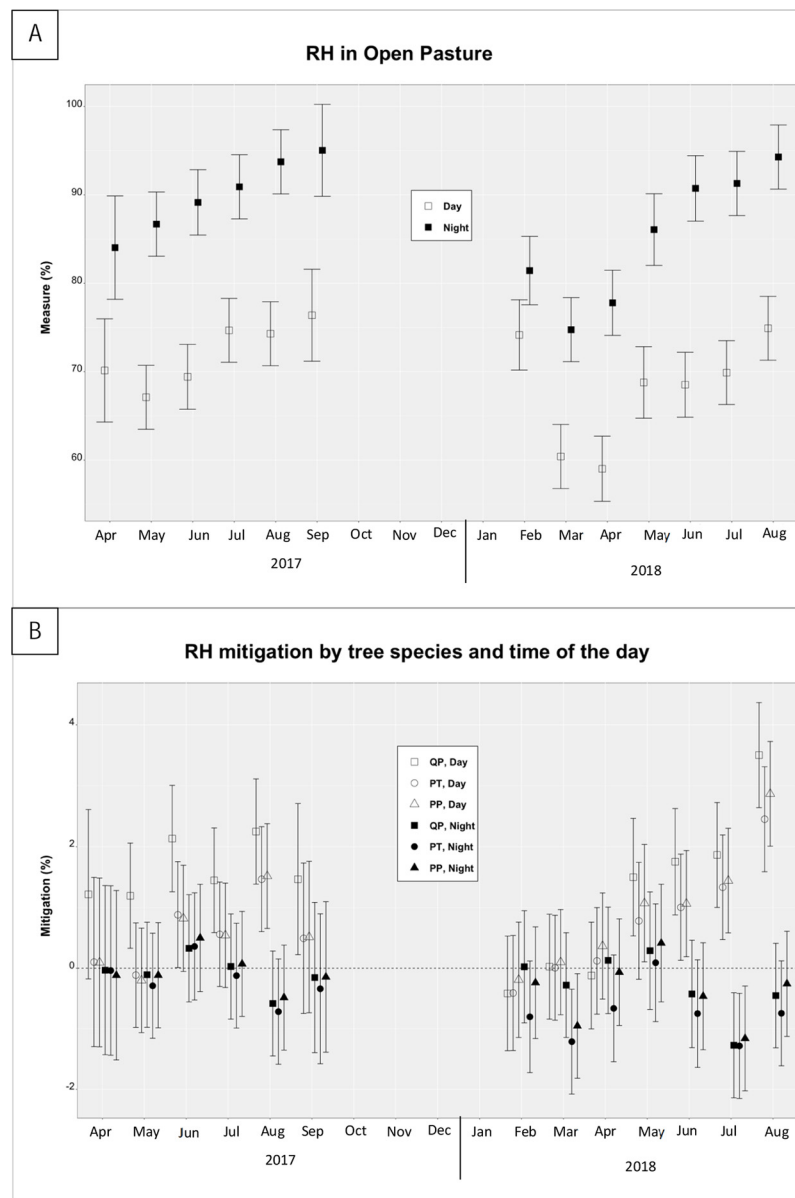 A
RH in Open Pasture
Measure (%)
100.
90.
80.
70.
60.
Day
Night
Apr May Jun Jul Aug Sep Oct Nov Dec Jan Feb Mar Apr May Jun Jul Aug
2017 2018
B
RH mitigation by tree species and time of the day
Mitigation (%)
4.
2.
0.
-2.
QP, Day
PT, Day
PP, Day
QP, Night
PT, Night
PP, Night
Apr May Jun Jul Aug Sep Oct Nov Dec Jan Feb Mar Apr May Jun Jul Aug
2017 2018